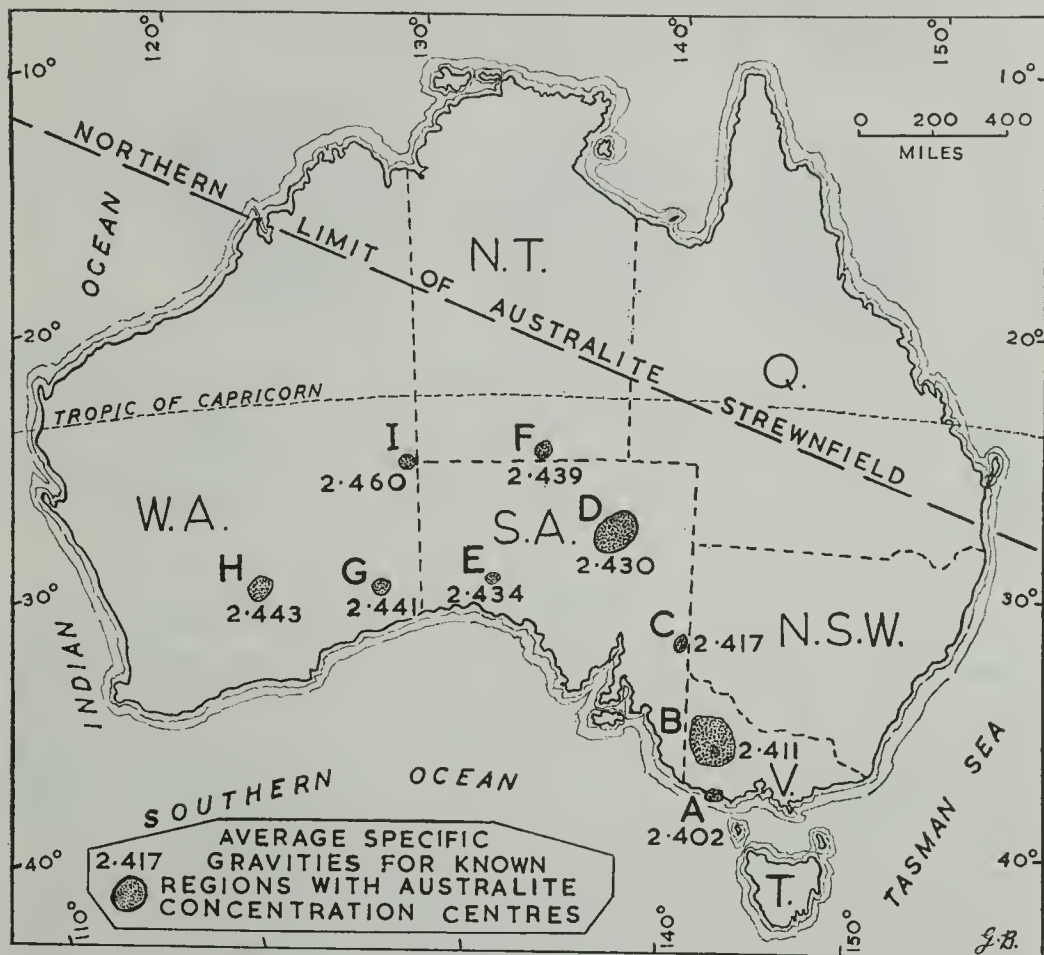 120°
130°
140°
150°
10°
10°
0 200 400
MILES
NORTHERN LIMIT OF AUSTRALITE STREWNFIELD
OCEAN
N.T.
20°
20°
Q.
TROPIC OF CAPRICORN
I
2·460
F
2·439
W.A.
S.A.
D
2·430
H
2·443
G
2·441
E
2·434
30°
30°
C
2·417
N.S.W.
INDIAN
B
2·411
V.
A
2·402
SOUTHERN OCEAN
TASMAN SEA
40°
40°
T.
AVERAGE SPECIFIC
2·417 GRAVITIES FOR KNOWN
REGIONS WITH AUSTRALITE
CONCENTRATION CENTRES
110°
140°
150°
G.B.